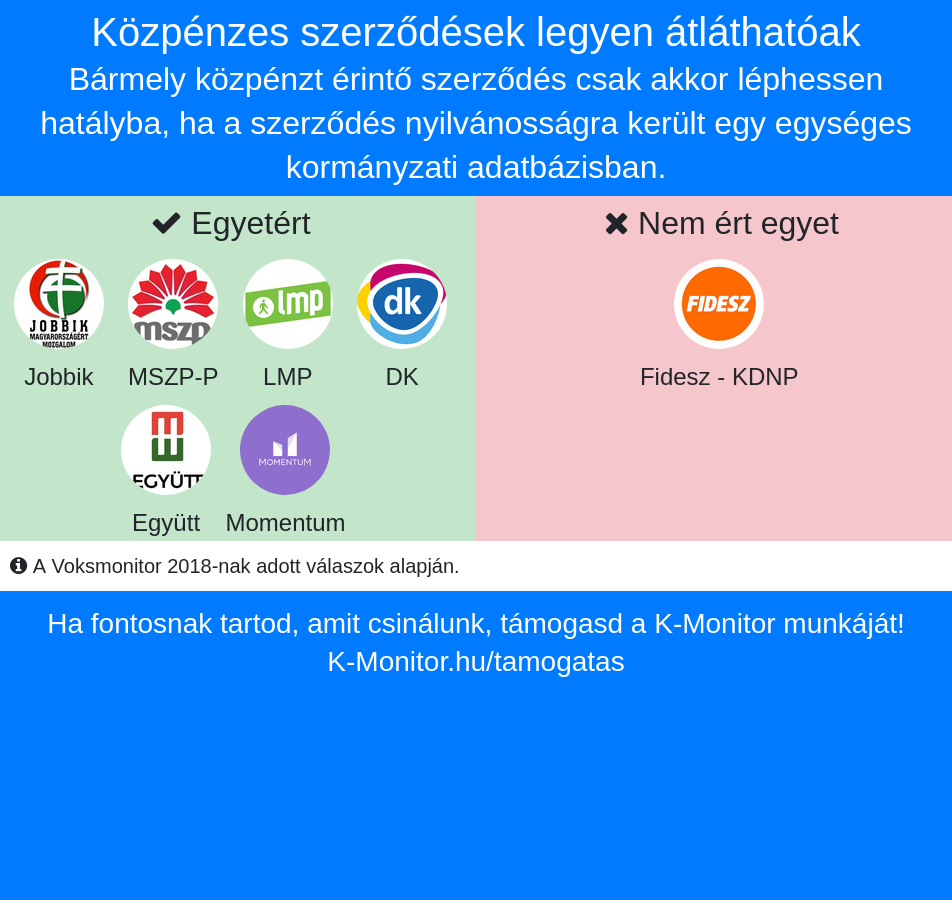 Közpénzes szerződések legyen átláthatóak
Bármely közpénzt érintő szerződés csak akkor léphessen
hatályba, ha a szerződés nyilvánosságra került egy egységes
kormányzati adatbázisban.
Egyetért
Nem ért egyet
JOBBIK
MAGYARORSZÁGÉRT
MOZGALOM
mszp
lmp
dk
FIDESZ
Jobbik
MSZP-P
LMP
DK
Fidesz - KDNP
EGYÜTT
MOMENTUM
Együtt
Momentum
A Voksmonitor 2018-nak adott válaszok alapján.
Ha fontosnak tartod, amit csinálunk, támogasd a K-Monitor munkáját!
K-Monitor.hu/tamogatas